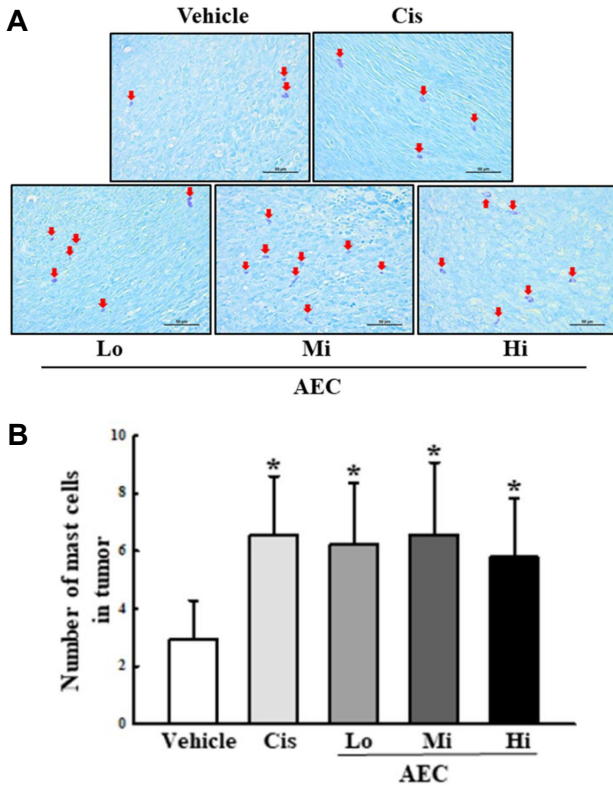 A
Vehicle Cis
Lo Mi Hi
AEC
B
Number of mast cells
in tumor
10
8
6
4
2
0
* * * *
Vehicle Cis Lo Mi Hi
AEC